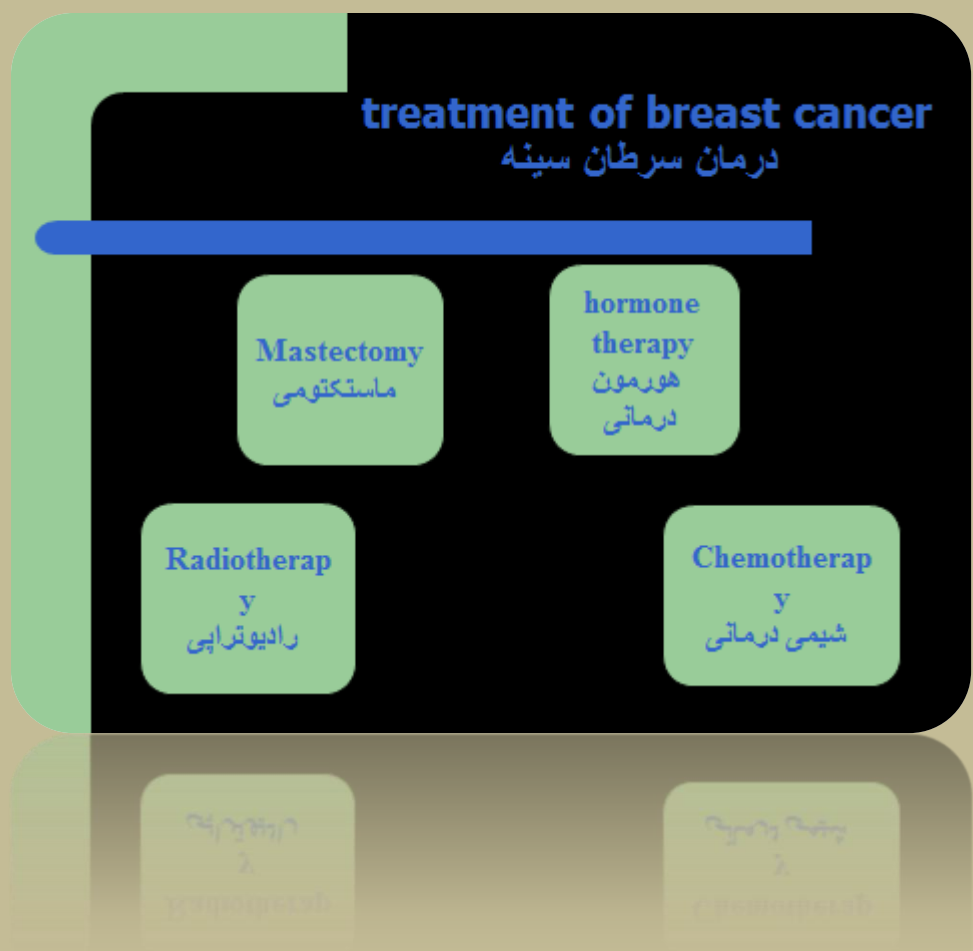 treatment of breast cancer
درمان سرطان سینه
Mastectomy
ماستکتومی
hormone
therapy
هورمون
درمانی
Radiotherap
y
رادیوتراپی
Chemotherap
y
شیمی درمانی